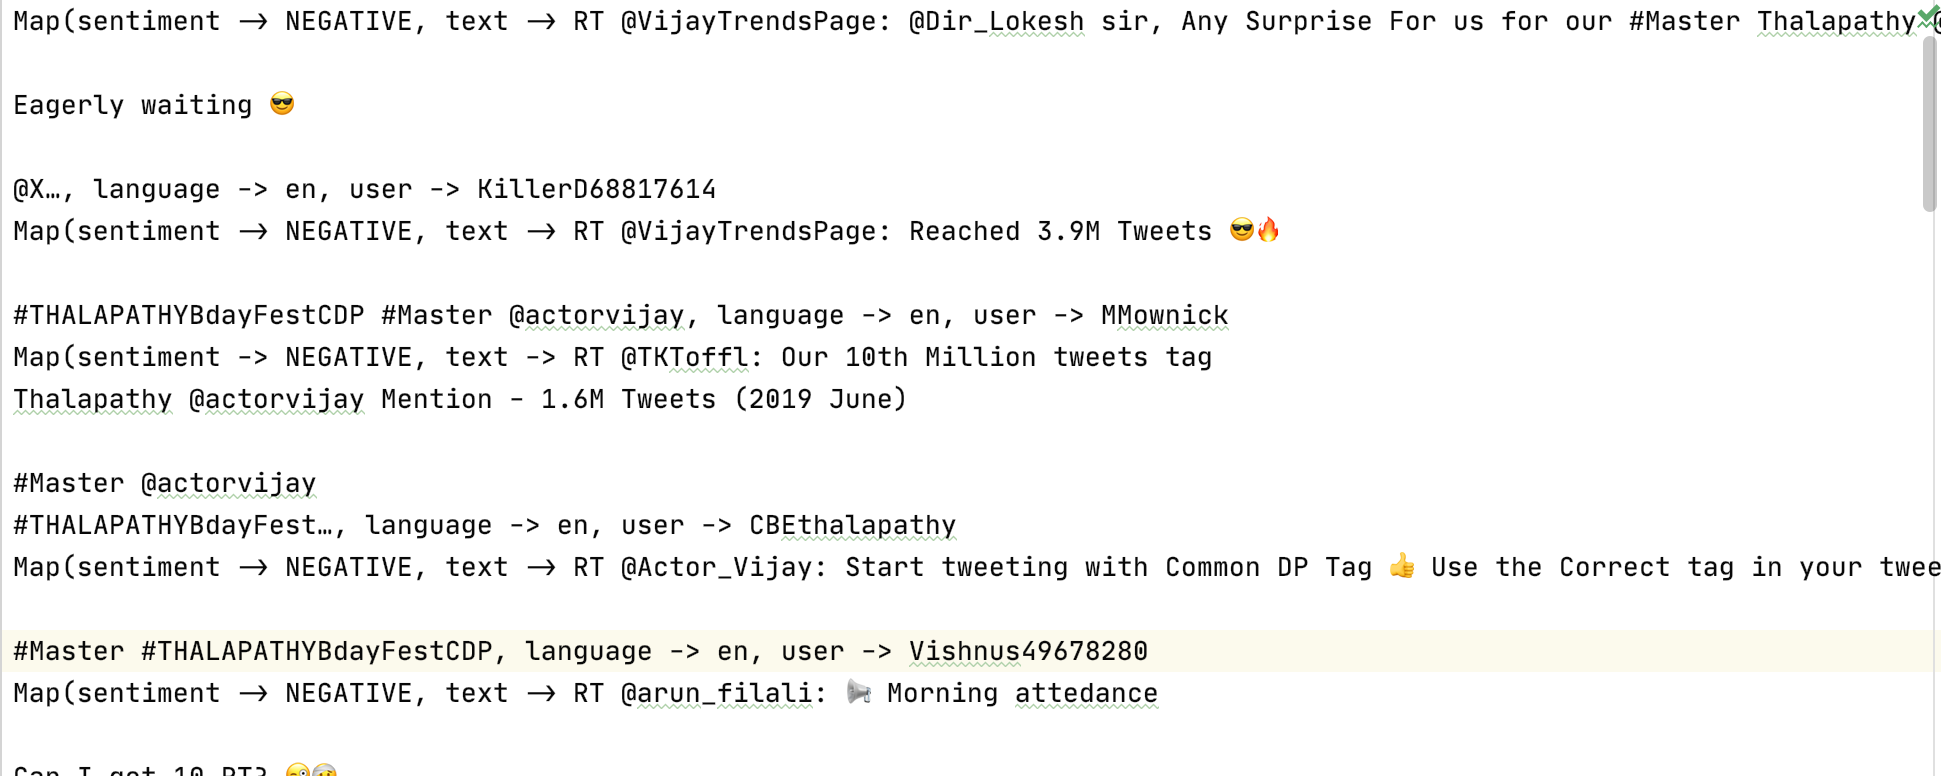 Map(sentiment -> NEGATIVE, text -> RT @VijayTrendsPage: @Dir_Lokesh sir, Any Surprise For us for our #Master Thalapathy @
Eagerly waiting 😎
@X…, language -> en, user -> KillerD68817614
Map(sentiment -> NEGATIVE, text -> RT @VijayTrendsPage: Reached 3.9M Tweets 😎🔥
#THALAPATHYBdayFestCDP #Master @actorvijay, language -> en, user -> MMownick
Map(sentiment -> NEGATIVE, text -> RT @TKToffl: Our 10th Million tweets tag
Thalapathy @actorvijay Mention - 1.6M Tweets (2019 June)
#Master @actorvijay
#THALAPATHYBdayFest…, language -> en, user -> CBEthalapathy
Map(sentiment -> NEGATIVE, text -> RT @Actor_Vijay: Start tweeting with Common DP Tag 👍 Use the Correct tag in your twee
#Master #THALAPATHYBdayFestCDP, language -> en, user -> Vishnus49678280
Map(sentiment -> NEGATIVE, text -> RT @arun_filali: 📢 Morning attedance
Can I get 10 RT? 🧐🤕